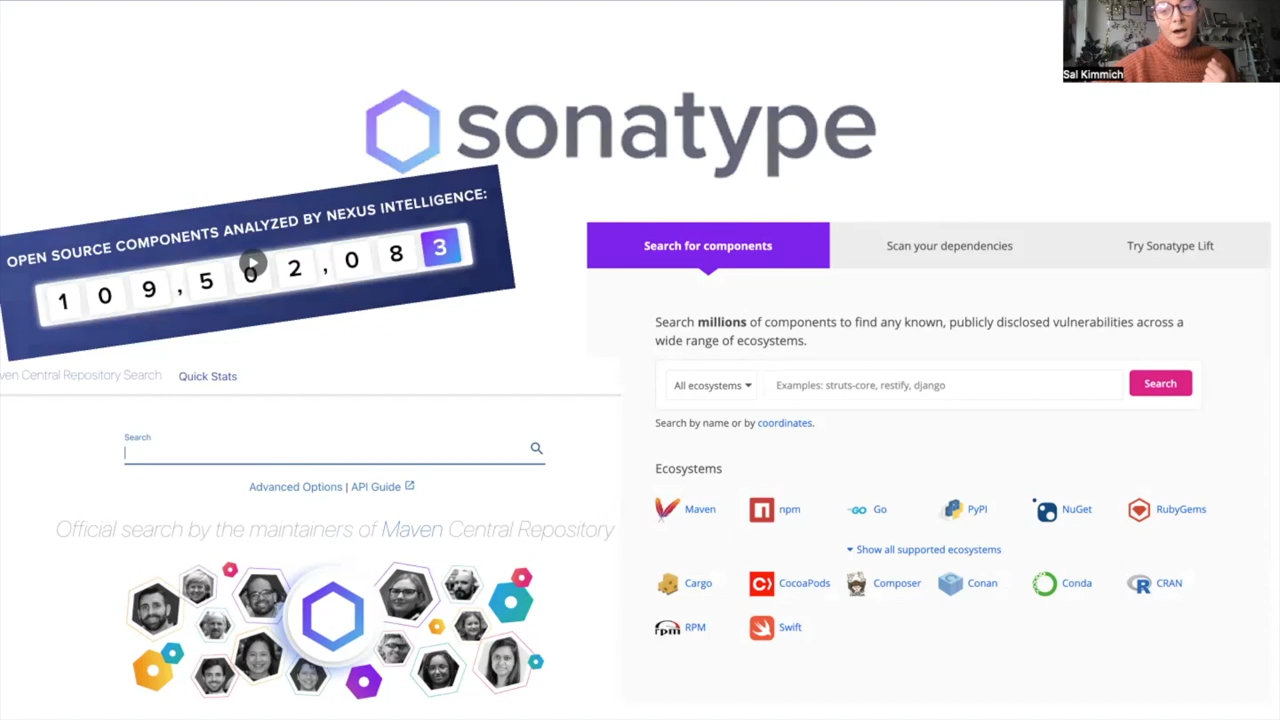 Sal Kimmich
sonatype
OPEN SOURCE COMPONENTS ANALYZED BY NEXUS INTELLIGENCE:
109,502,083
Search for components
Scan your dependencies
Try Sonatype Lift
Search millions of components to find any known, publicly disclosed vulnerabilities across a
wide range of ecosystems.
All ecosystems
Examples: struts-core, restify, django
Search
Search by name or by coordinates.
ven Central Repository Search
Quick Stats
Search
Advanced Options | API Guide
Official search by the maintainers of Maven Central Repository
Ecosystems
Maven
npm
Go
PyPI
NuGet
RubyGems
Show all supported ecosystems
Cargo
CocoaPods
Composer
Conan
Conda
CRAN
rpm
RPM
Swift